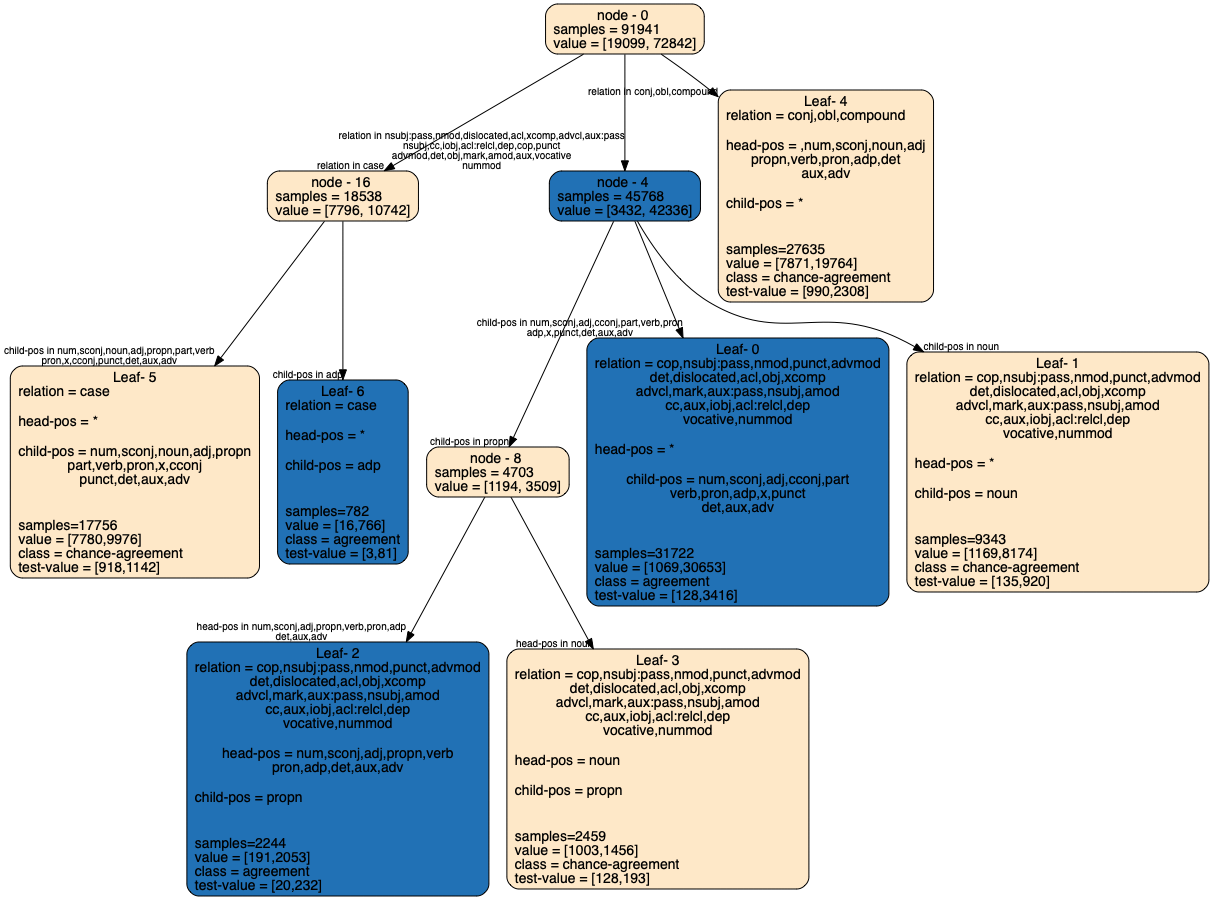 node - 0
samples = 91941
value = [19099, 72842]
relation in conj,obl,compound
Leaf- 4
relation = conj,obl,compound
head-pos = ,num,sconj,noun,adj
propn,verb,pron,adp,det
aux,adv
child-pos = *
samples=27635
value = [7871,19764]
class = chance-agreement
test-value = [990,2308]
relation in nsubj:pass,nmod,dislocated,acl,xcomp,advcl,aux:pass
nsubj,cc,iobj,acl:relcl,dep,cop,punct
advmod,det,obj,mark,amod,aux,vocative
nummod
relation in case
node - 16
samples = 18538
value = [7796, 10742]
node - 4
samples = 45768
value = [3432, 42336]
child-pos in num,sconj,noun,adj,propn,part,verb
pron,x,cconj,punct,det,aux,adv
Leaf- 5
relation = case
head-pos = *
child-pos = num,sconj,noun,adj,propn
part,verb,pron,x,cconj
punct,det,aux,adv
samples=17756
value = [7780,9976]
class = chance-agreement
test-value = [918,1142]
child-pos in adp
Leaf- 6
relation = case
head-pos = *
child-pos = adp
samples=782
value = [16,766]
class = agreement
test-value = [3,81]
child-pos in propn
node - 8
samples = 4703
value = [1194, 3509]
child-pos in num,sconj,adj,cconj,part,verb,pron
adp,x,punct,det,aux,adv
Leaf- 0
relation = cop,nsubj:pass,nmod,punct,advmod
det,dislocated,acl,obj,xcomp
advcl,mark,aux:pass,nsubj,amod
cc,aux,iobj,acl:relcl,dep
vocative,nummod
head-pos = *
child-pos = num,sconj,adj,cconj,part
verb,pron,adp,x,punct
det,aux,adv
samples=31722
value = [1069,30653]
class = agreement
test-value = [128,3416]
child-pos in noun
Leaf- 1
relation = cop,nsubj:pass,nmod,punct,advmod
det,dislocated,acl,obj,xcomp
advcl,mark,aux:pass,nsubj,amod
cc,aux,iobj,acl:relcl,dep
vocative,nummod
head-pos = *
child-pos = noun
samples=9343
value = [1169,8174]
class = chance-agreement
test-value = [135,920]
head-pos in num,sconj,adj,propn,verb,pron,adp
det,aux,adv
Leaf- 2
relation = cop,nsubj:pass,nmod,punct,advmod
det,dislocated,acl,obj,xcomp
advcl,mark,aux:pass,nsubj,amod
cc,aux,iobj,acl:relcl,dep
vocative,nummod
head-pos = num,sconj,adj,propn,verb
pron,adp,det,aux,adv
child-pos = propn
samples=2244
value = [191,2053]
class = agreement
test-value = [20,232]
head-pos in noun
Leaf- 3
relation = cop,nsubj:pass,nmod,punct,advmod
det,dislocated,acl,obj,xcomp
advcl,mark,aux:pass,nsubj,amod
cc,aux,iobj,acl:relcl,dep
vocative,nummod
head-pos = noun
child-pos = propn
samples=2459
value = [1003,1456]
class = chance-agreement
test-value = [128,193]